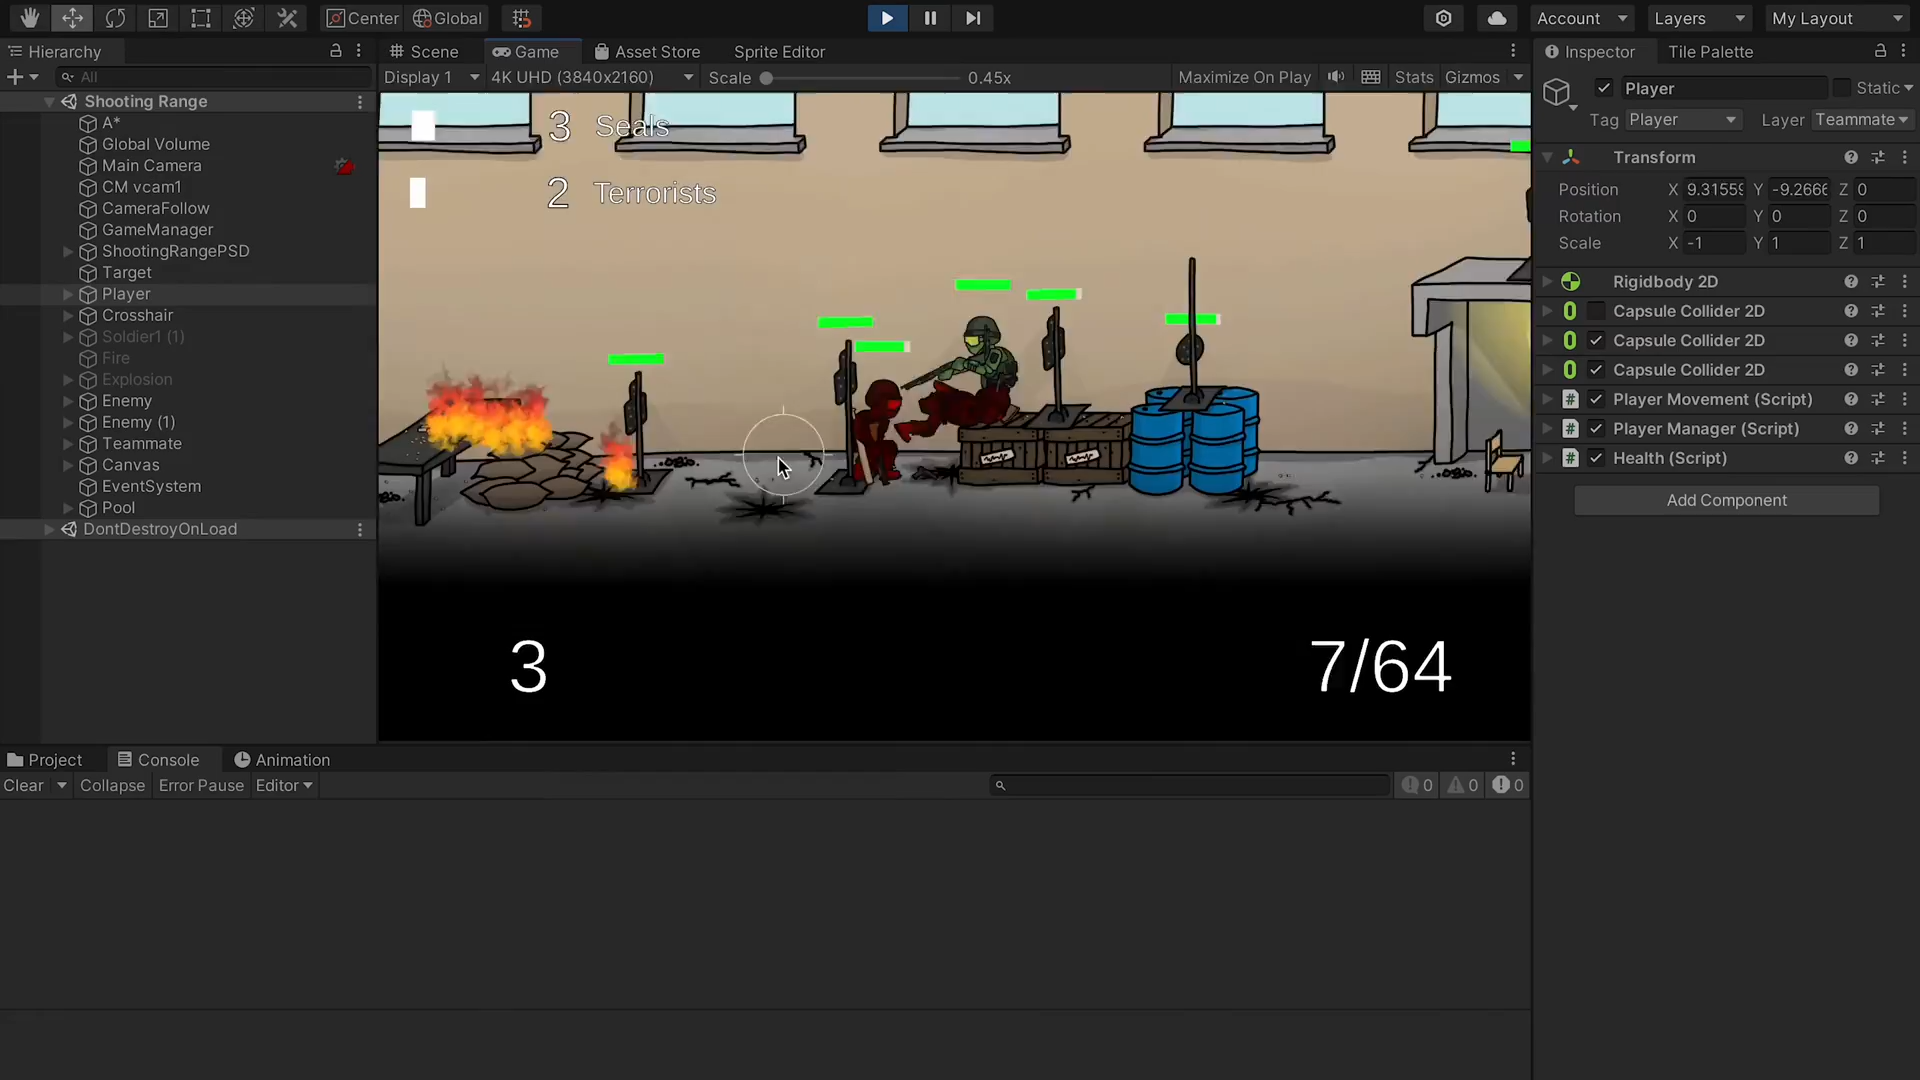 Center
Global
Account
Layers
My Layout
Hierarchy
Scene
Game
Asset Store
Sprite Editor
Inspector
Tile Palette
All
Display 1
4K UHD (3840x2160)
Scale
0.45x
Maximize On Play
Stats
Gizmos
Player
Static
Tag
Player
Layer
Teammate
Shooting Range
A*
Global Volume
Main Camera
CM vcam1
CameraFollow
GameManager
ShootingRangePSD
Target
Player
Crosshair
Soldier1 (1)
Fire
Explosion
Enemy
Enemy (1)
Teammate
Canvas
EventSystem
Pool
DontDestroyOnLoad
3 Seals
2 Terrorists
3
7/64
Transform
Position X 9.31559 Y -9.2666 Z 0
Rotation X 0 Y 0 Z 0
Scale X -1 Y 1 Z 1
Rigidbody 2D
Capsule Collider 2D
Capsule Collider 2D
Capsule Collider 2D
Player Movement (Script)
Player Manager (Script)
Health (Script)
Add Component
Project
Console
Animation
Clear
Collapse
Error Pause
Editor
0
0
0